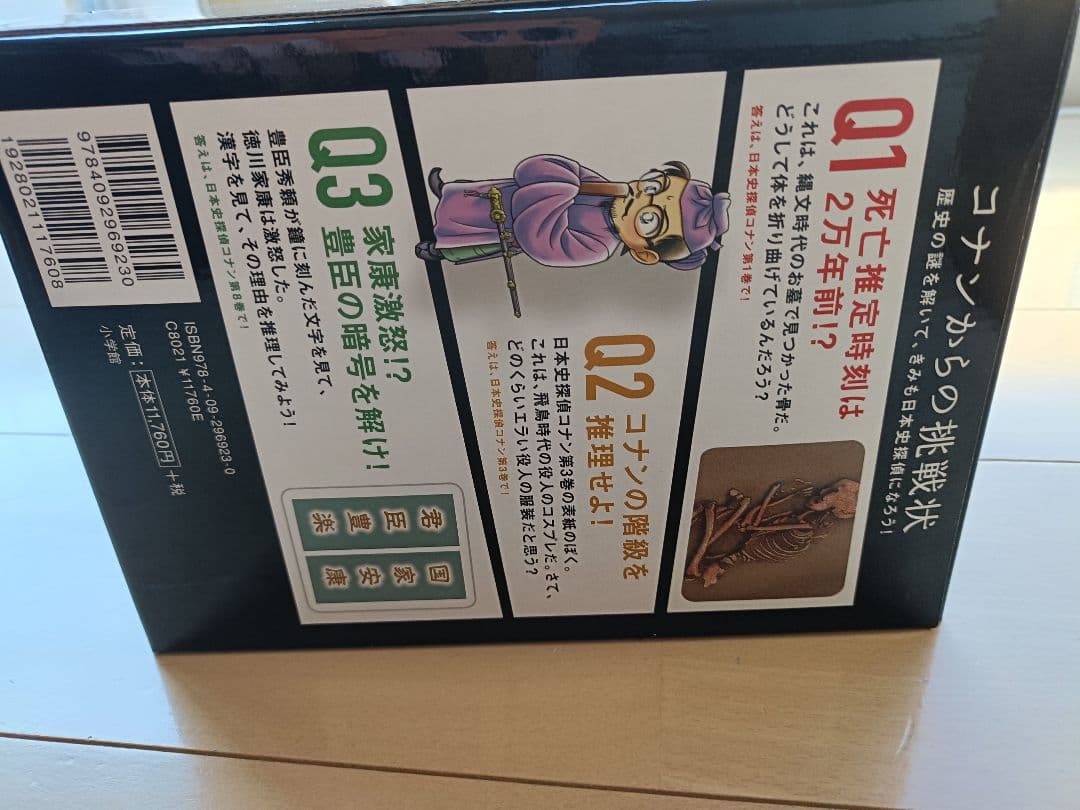 コナンからの挑戦状
歴史の謎を解いて、きみも日本史探偵になろう!
Q1 死亡推定時刻は
2万年前!?
これは、縄文時代のお墓で見つかった骨だ。
どうして体を折り曲げているんだろう?
答えは、日本史探偵コナン第1巻で!
Q2 コナンの階級を
推理せよ!
日本史探偵コナン第3巻の表紙のぼく。
これは、飛鳥時代の役人のコスプレだ。さて、
どのくらいエラい役人の服装だと思う?
答えは、日本史探偵コナン第3巻で!
Q3 家康激怒!?
豊臣の暗号を解け!
豊臣秀頼が鐘に刻んだ文字を見て、
徳川家康は激怒した。
漢字を見て、その理由を推理してみよう!
答えは、日本史探偵コナン第8巻で!
国家安康
君臣豊楽
9784092969230
1928021117608
ISBN978-4-09-296923-0
C8021 ¥11760E
定価:本体11,760円+税
小学館